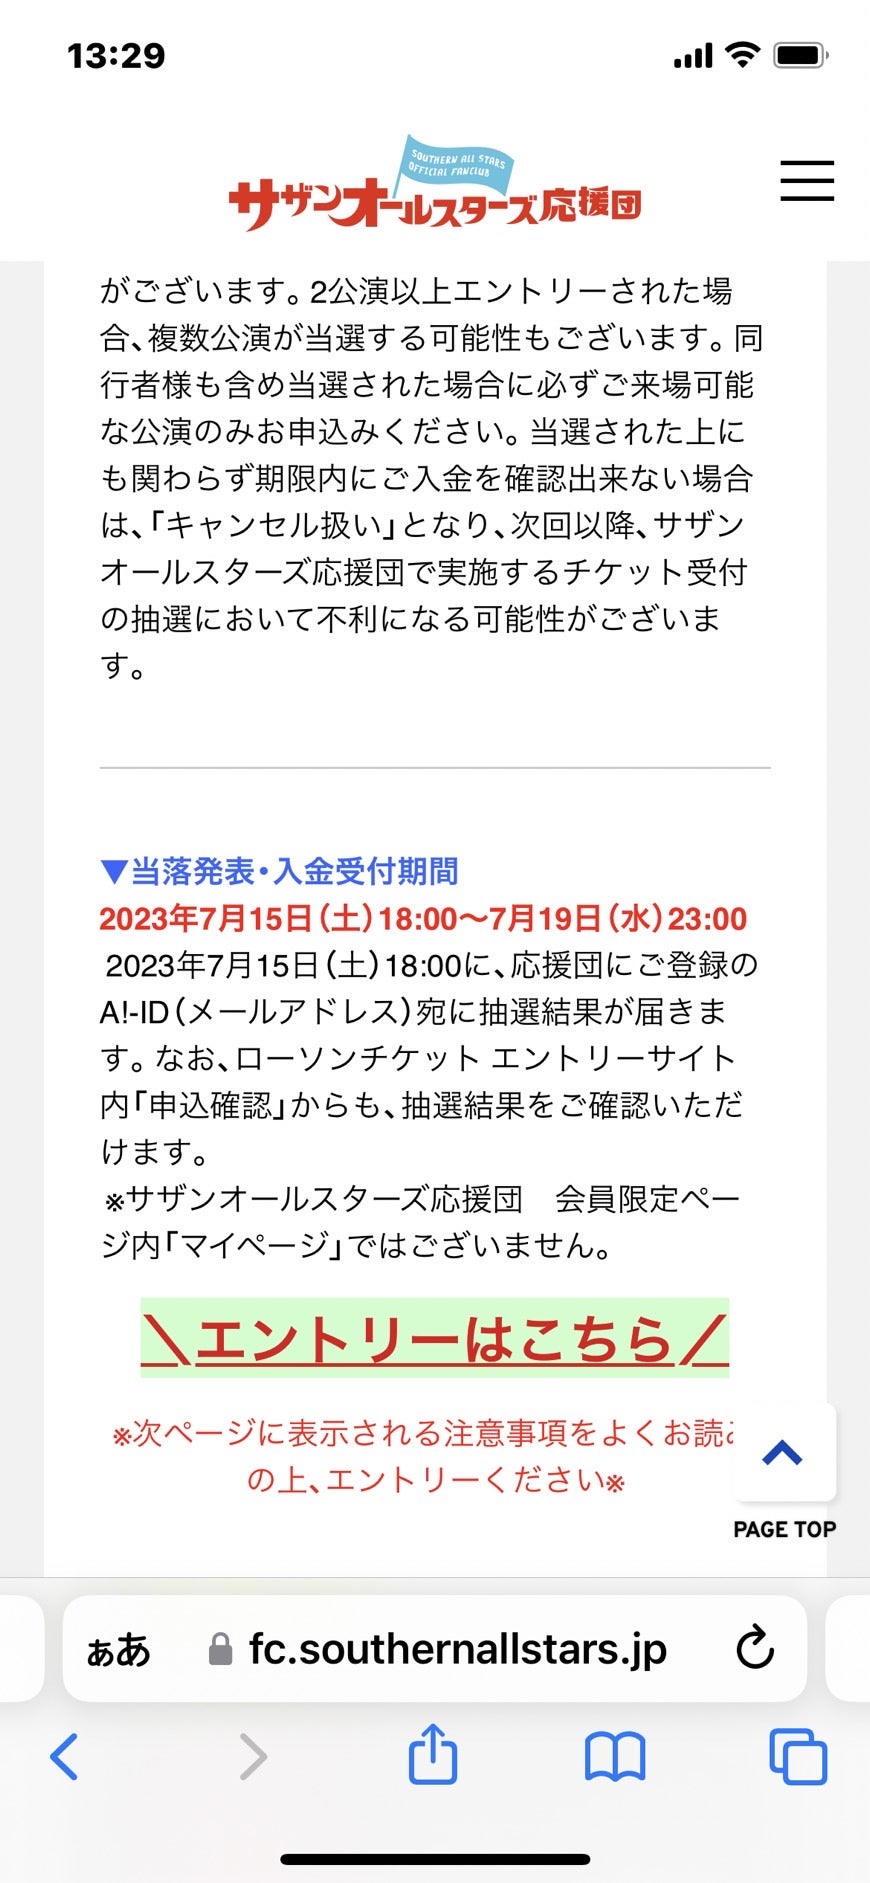 13:29
SOUTHERN ALL STARS
OFFICIAL FANCLUB
サザンオールスターズ応援団
がございます。2公演以上エントリーされた場
合、複数公演が当選する可能性もございます。同
行者様も含め当選された場合に必ずご来場可能
な公演のみお申込みください。当選された上に
も関わらず期限内にご入金を確認出来ない場合
は、「キャンセル扱い」となり、次回以降、サザン
オールスターズ応援団で実施するチケット受付
の抽選において不利になる可能性がございま
す。
▼当落発表・入金受付期間
2023年7月15日（土）18:00〜7月19日（水）23:00
2023年7月15日（土）18:00に、応援団にご登録の
A!-ID（メールアドレス）宛に抽選結果が届きま
す。なお、ローソンチケット エントリーサイト
内「申込確認」からも、抽選結果をご確認いただ
けます。
※サザンオールスターズ応援団　会員限定ペー
ジ内「マイページ」ではございません。
＼エントリーはこちら／
※次ページに表示される注意事項をよくお読み
の上、エントリーください※
PAGE TOP
ぁあ fc.southernallstars.jp